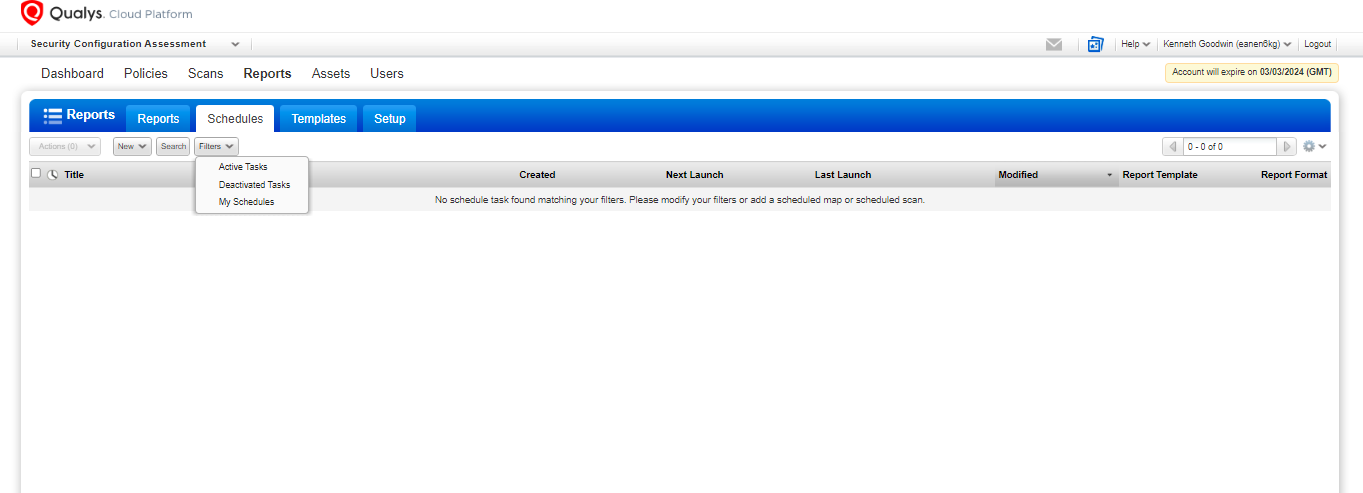 Qualys. Cloud Platform
Security Configuration Assessment
Help
Kenneth Goodwin (eanen6kg)
Logout
Dashboard Policies Scans Reports Assets Users
Account will expire on 03/03/2024 (GMT)
Reports Reports Schedules Templates Setup
Actions (0) New Search Filters
0 - 0 of 0
Active Tasks
Deactivated Tasks
My Schedules
Title Created Next Launch Last Launch Modified Report Template Report Format
No schedule task found matching your filters. Please modify your filters or add a scheduled map or scheduled scan.